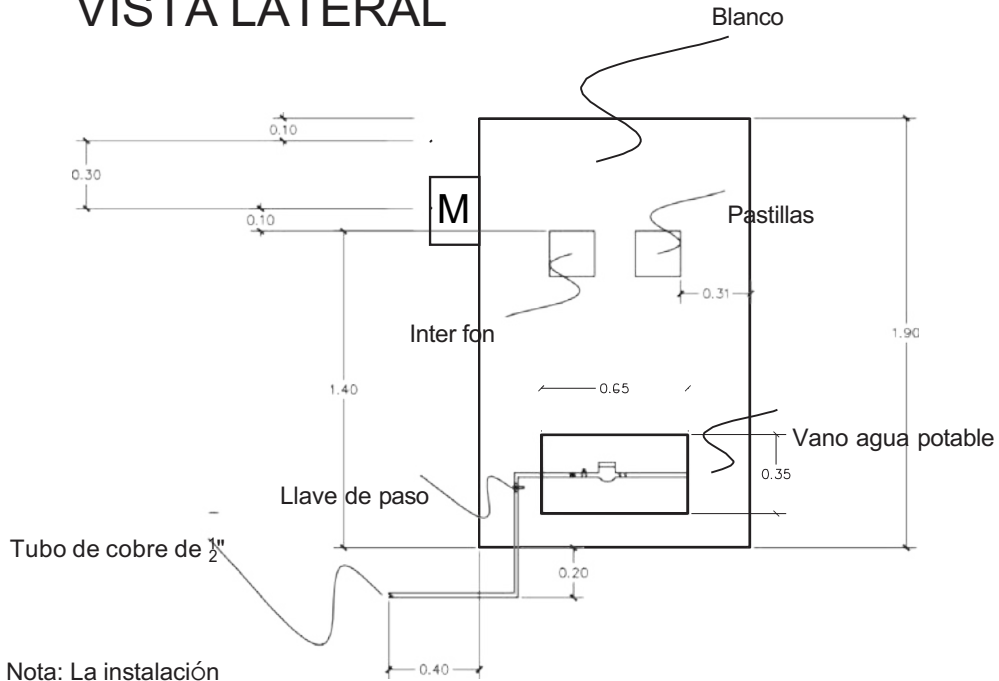 VISTA LATERAL
Blanco
0.10
0.30
M
0.10
Pastillas
0.31
Inter fon
1.90
1.40
0.65
Vano agua potable
0.35
Llave de paso
Tubo de cobre de 1/2"
0.20
0.40
Nota: La instalación